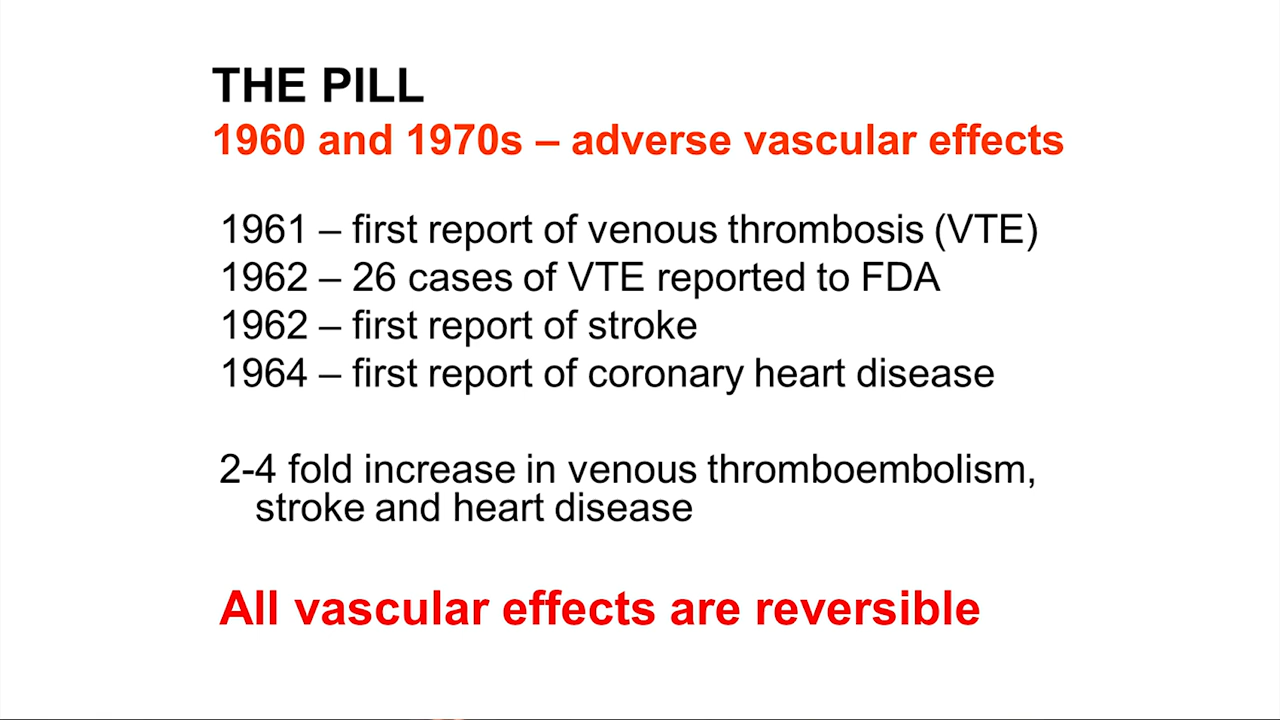 THE PILL
1960 and 1970s – adverse vascular effects
1961 – first report of venous thrombosis (VTE)
1962 – 26 cases of VTE reported to FDA
1962 – first report of stroke
1964 – first report of coronary heart disease
2-4 fold increase in venous thromboembolism,
stroke and heart disease
All vascular effects are reversible